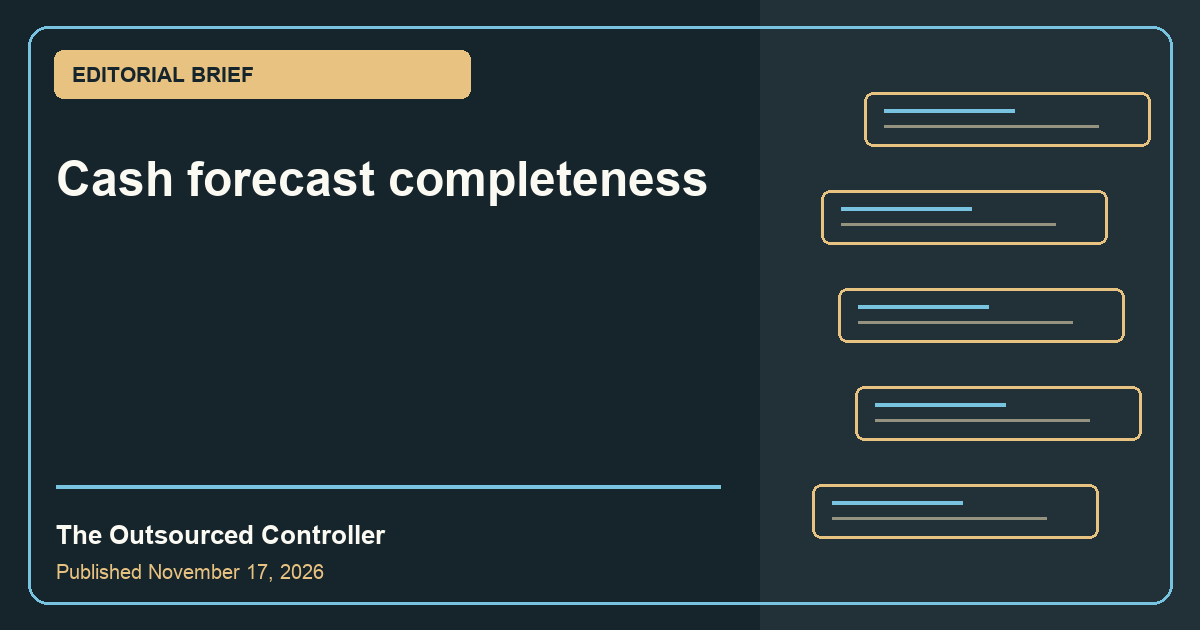 EDITORIAL BRIEF
Cash forecast completeness
The Outsourced Controller
Published November 17, 2026